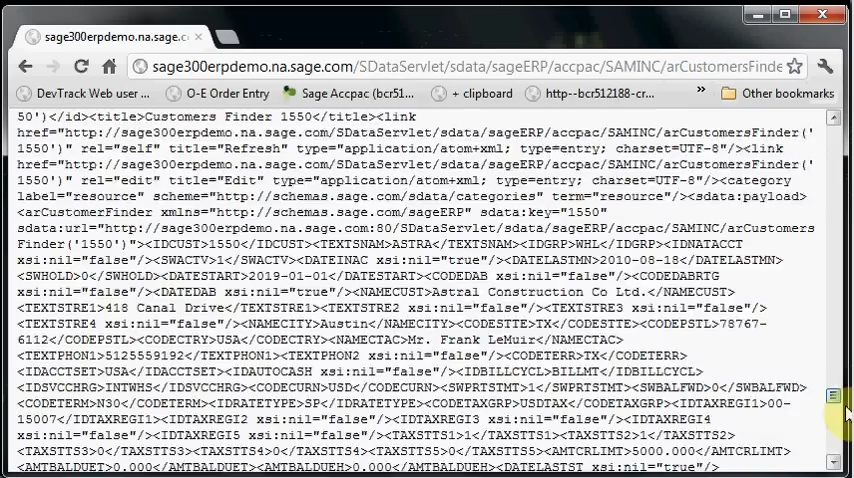 sage300erpdemo.na.sage.c
sage300erpdemo.na.sage.com/SDataServlet/sdata/sageERP/accpac/SAMINC/arCustomersFinde
DevTrack Web user ... O-E Order Entry Sage Accpac (bcr51... + clipboard http--bcr512188-cr... » Other bookmarks
50')</id><title>Customers Finder 1550</title><link
href="http://sage300erpdemo.na.sage.com/SDataServlet/sdata/sageERP/accpac/SAMINC/arCustomersFinder('
1550')" rel="self" title="Refresh" type="application/atom+xml; type=entry; charset=UTF-8"/><link
href="http://sage300erpdemo.na.sage.com/SDataServlet/sdata/sageERP/accpac/SAMINC/arCustomersFinder('
1550')" rel="edit" title="Edit" type="application/atom+xml; type=entry; charset=UTF-8"/><category
label="resource" scheme="http://schemas.sage.com/sdata/categories" term="resource"/><sdata:payload>
<arCustomerFinder xmlns="http://schemas.sage.com/sageERP" sdata:key="1550"
sdata:url="http://sage300erpdemo.na.sage.com:80/SDataServlet/sdata/sageERP/accpac/SAMINC/arCustomers
Finder('1550')"><IDCUST>1550</IDCUST><TEXTSNAM>ASTRA</TEXTSNAM><IDGRP>WHL</IDGRP><IDNATACCT
xsi:nil="false"/><SWACTV>1</SWACTV><DATEINAC xsi:nil="true"/><DATELASTMN>2010-08-18</DATELASTMN>
<SWHOLD>0</SWHOLD><DATESTART>2019-01-01</DATESTART><CODEDAB xsi:nil="false"/><CODEDABRTG
xsi:nil="false"/><DATEDAB xsi:nil="true"/><NAMECUST>Astral Construction Co Ltd.</NAMECUST>
<TEXTSTRE1>418 Canal Drive</TEXTSTRE1><TEXTSTRE2 xsi:nil="false"/><TEXTSTRE3 xsi:nil="false"/>
<TEXTSTRE4 xsi:nil="false"/><NAMECITY>Austin</NAMECITY><CODESTTE>TX</CODESTTE><CODEPSTL>78767-
6112</CODEPSTL><CODECTRY>USA</CODECTRY><NAMECTAC>Mr. Frank LeMuir</NAMECTAC>
<TEXTPHON1>5125559192</TEXTPHON1><TEXTPHON2 xsi:nil="false"/><CODETERR>TX</CODETERR>
<IDACCTSET>USA</IDACCTSET><IDAUTOCASH xsi:nil="false"/><IDBILLCYCL>BILLMT</IDBILLCYCL>
<IDSVCCHRG>INTWHS</IDSVCCHRG><CODECURN>USD</CODECURN><SWPRTSTMT>1</SWPRTSTMT><SWBALFWD>0</SWBALFWD>
<CODETERM>N30</CODETERM><IDRATETYPE>SP</IDRATETYPE><CODETAXGRP>USDTAX</CODETAXGRP><IDTAXREGI1>00-
15007</IDTAXREGI1><IDTAXREGI2 xsi:nil="false"/><IDTAXREGI3 xsi:nil="false"/><IDTAXREGI4
xsi:nil="false"/><IDTAXREGI5 xsi:nil="false"/><TAXSTTS1>1</TAXSTTS1><TAXSTTS2>1</TAXSTTS2>
<TAXSTTS3>0</TAXSTTS3><TAXSTTS4>0</TAXSTTS4><TAXSTTS5>0</TAXSTTS5><AMTCRLIMT>5000.000</AMTCRLIMT>
<AMTBALDUET>0.000</AMTBALDUET><AMTBALDUEH>0.000</AMTBALDUEH><DATELASTST xsi:nil="true"/>